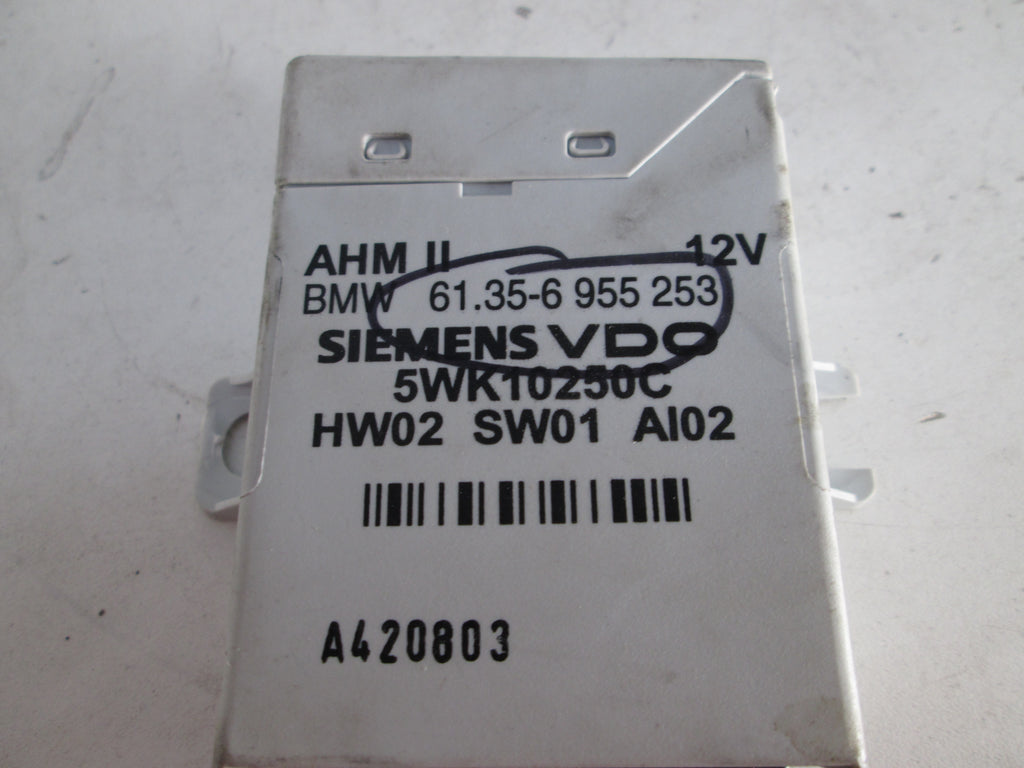 AHM II 12V
BMW 61.35-6 955 253
SIEMENS VDO
5WK10250C
HW02 SW01 AI02
A420803